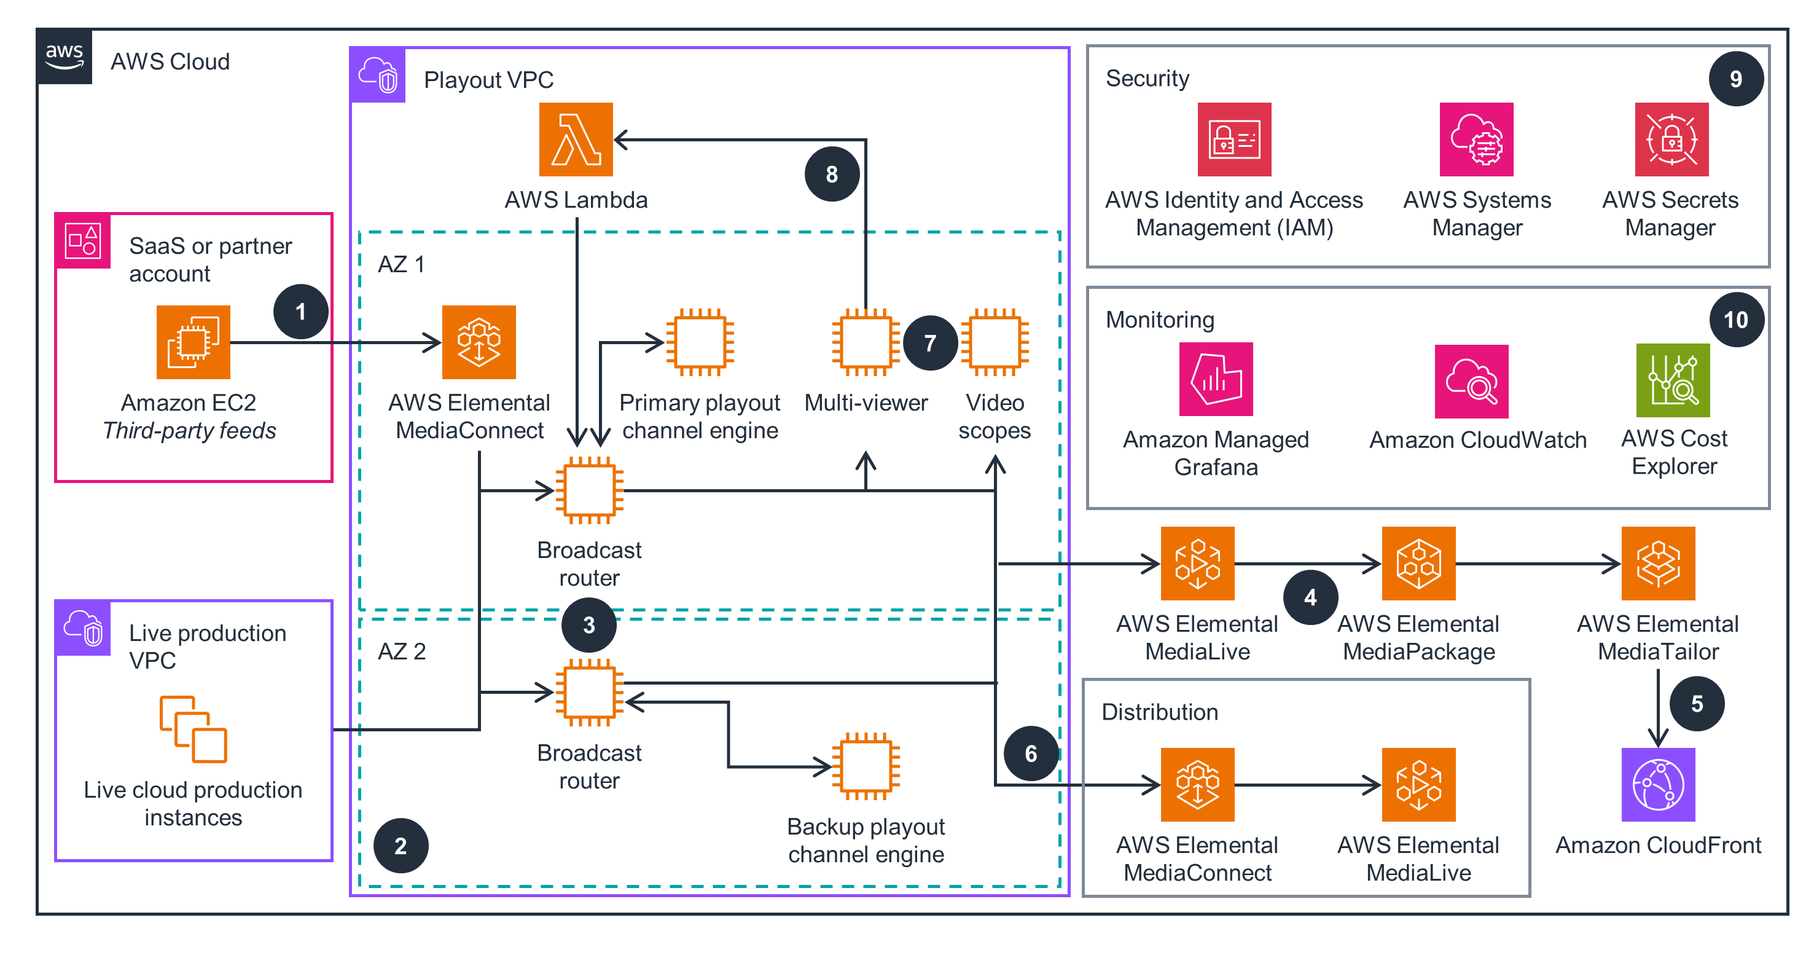 aws
AWS Cloud
Playout VPC
AWS Lambda
8
SaaS or partner
account
1
Amazon EC2
Third-party feeds
AZ 1
AWS Elemental
MediaConnect
Primary playout
channel engine
Multi-viewer
7
Video
scopes
Broadcast
router
3
AZ 2
Broadcast
router
2
Backup playout
channel engine
6
Live production
VPC
Live cloud production
instances
Security
9
AWS Identity and Access
Management (IAM)
AWS Systems
Manager
AWS Secrets
Manager
Monitoring
10
Amazon Managed
Grafana
Amazon CloudWatch
AWS Cost
Explorer
4
AWS Elemental
MediaLive
AWS Elemental
MediaPackage
AWS Elemental
MediaTailor
5
Distribution
AWS Elemental
MediaConnect
AWS Elemental
MediaLive
Amazon CloudFront